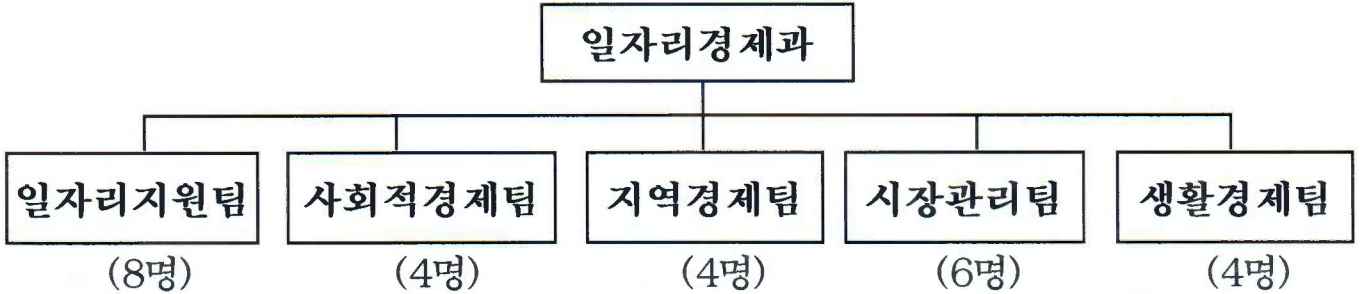 일자리경제과
일자리지원팀 사회적경제팀 지역경제팀 시장관리팀 생활경제팀
(8명) (4명) (4명) (6명) (4명)